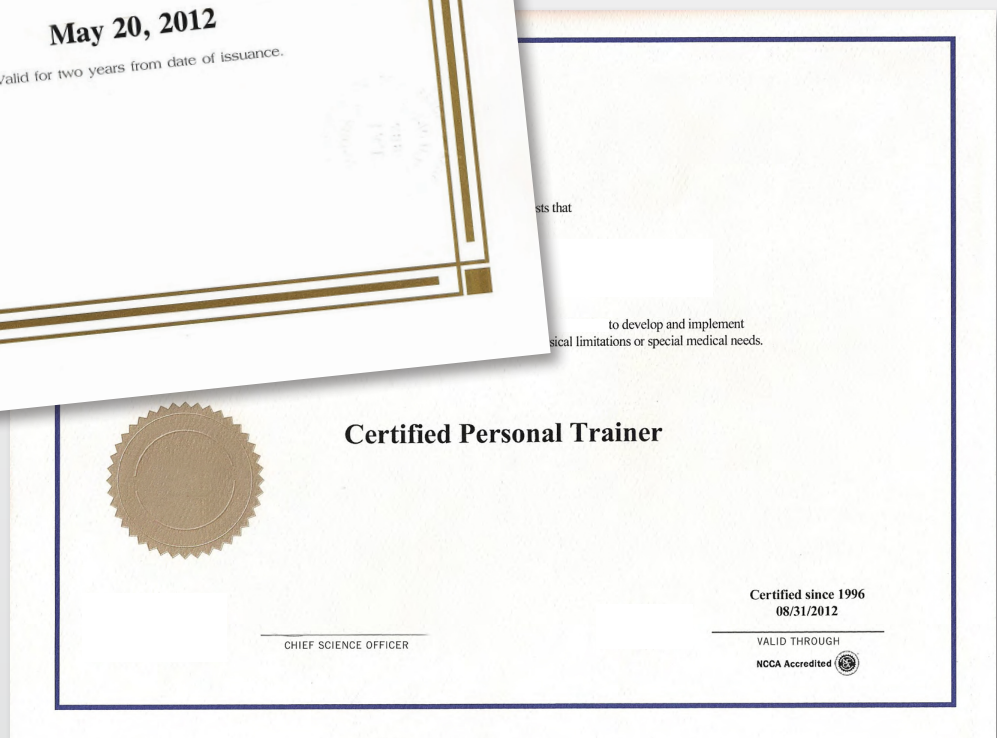 May 20, 2012
Valid for two years from date of issuance.
sts that
to develop and implement
sical limitations or special medical needs.
Certified Personal Trainer
Certified since 1996
08/31/2012
CHIEF SCIENCE OFFICER
VALID THROUGH
NCCA Accredited